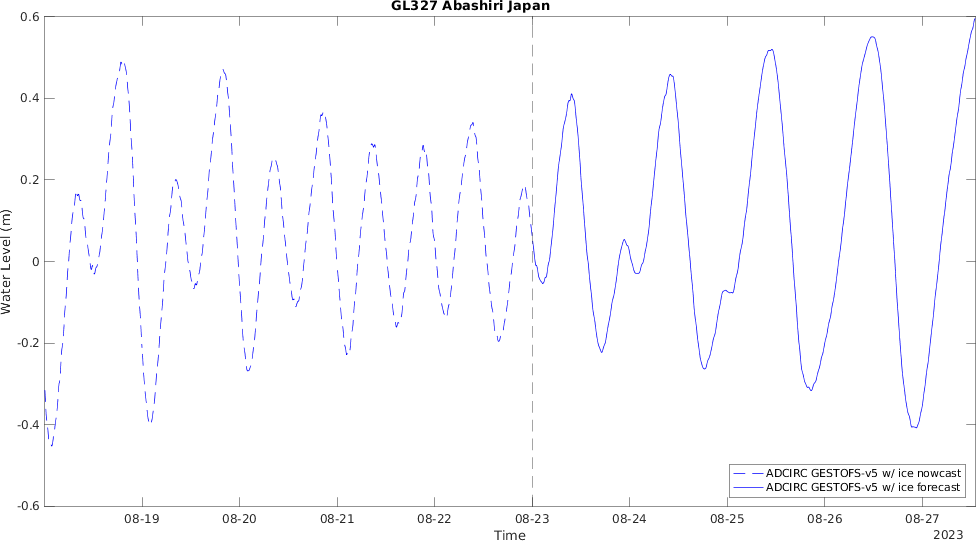 GL327 Abashiri Japan
0.6
0.4
0.2
0
-0.2
-0.4
-0.6
Water Level (m)
ADCIRC GESTOFS-v5 w/ ice nowcast
ADCIRC GESTOFS-v5 w/ ice forecast
08-19 08-20 08-21 08-22 08-23 08-24 08-25 08-26 08-27
Time
2023